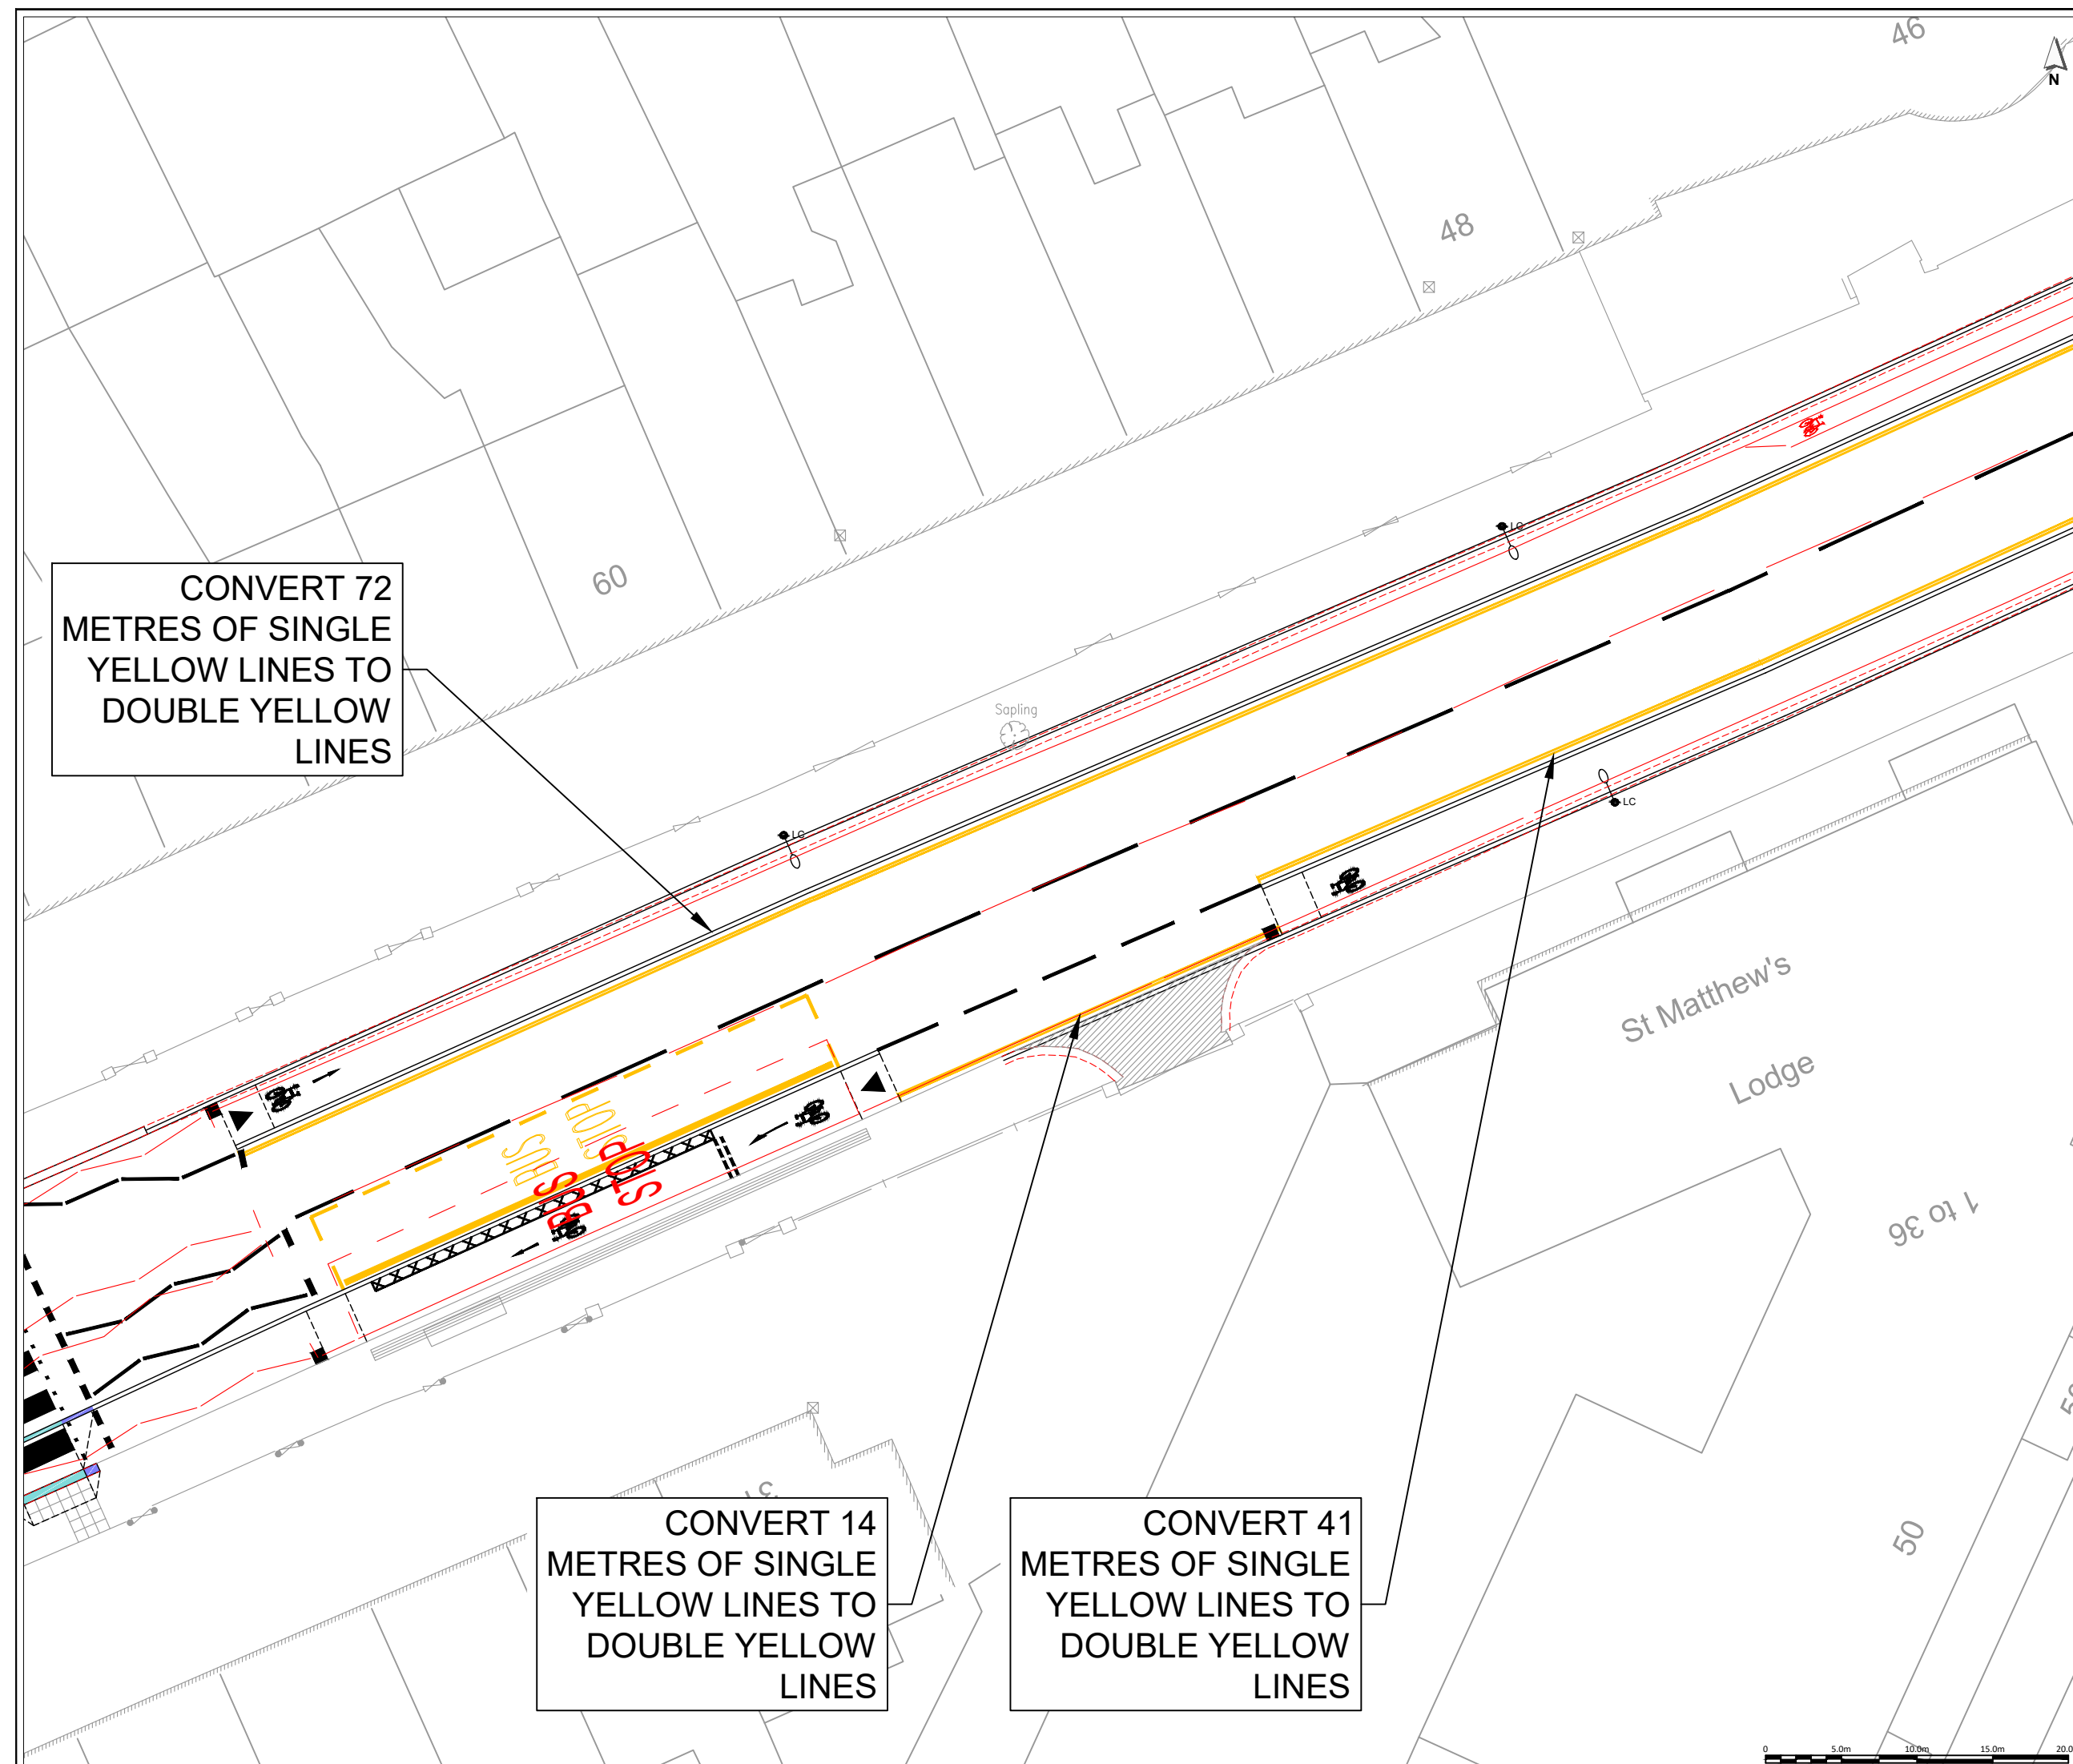 46
N
48
60
CONVERT 72
METRES OF SINGLE
YELLOW LINES TO
DOUBLE YELLOW
LINES
LC
Sapling
LC
LC
St Matthew's
Lodge
BUS
STOP
BUS
STOP
1 to 36
50
CONVERT 14
METRES OF SINGLE
YELLOW LINES TO
DOUBLE YELLOW
LINES
CONVERT 41
METRES OF SINGLE
YELLOW LINES TO
DOUBLE YELLOW
LINES
0 5.0m 10.0m 15.0m 20.0